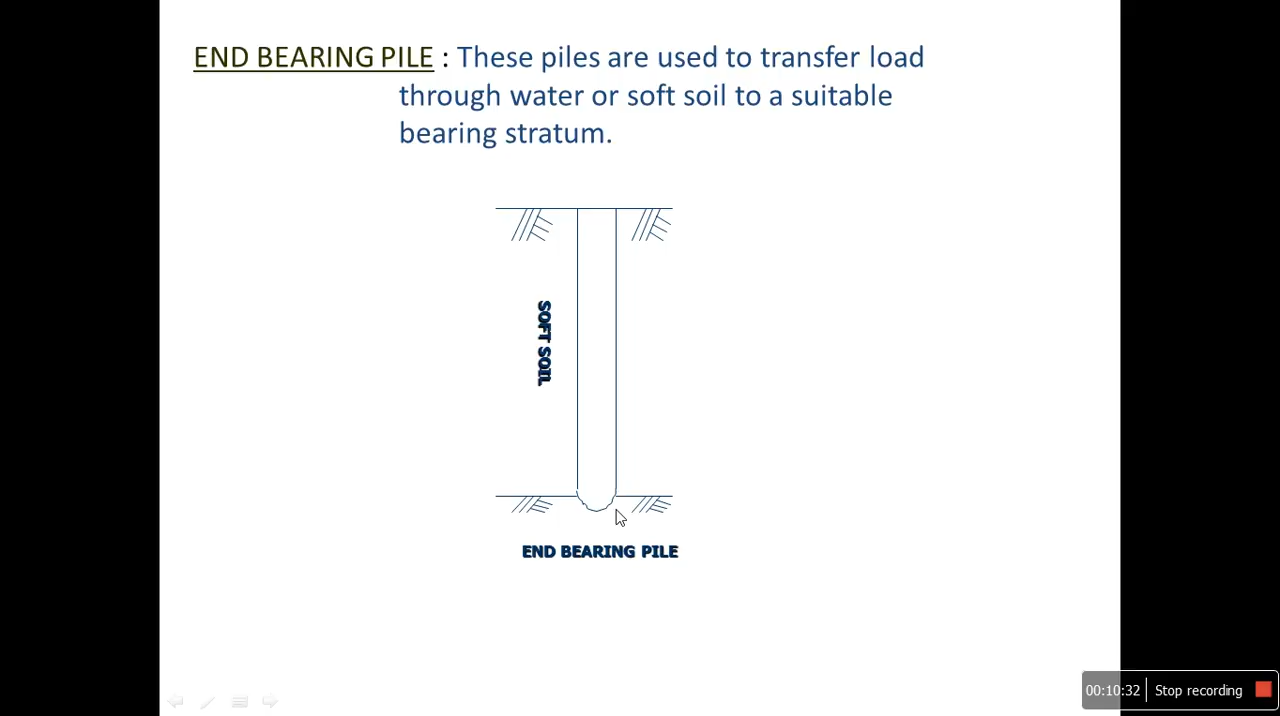 END BEARING PILE : These piles are used to transfer load
through water or soft soil to a suitable
bearing stratum.
SOFT SOIL
END BEARING PILE
00:10:32 Stop recording